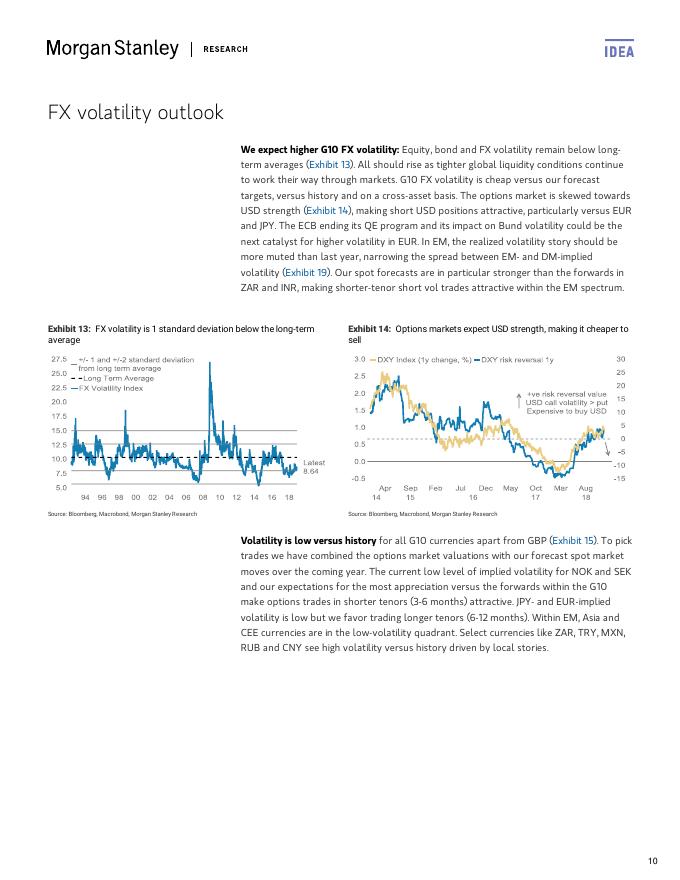 Morgan Stanley | RESEARCH
IDEA
FX volatility outlook
We expect higher G10 FX volatility: Equity, bond and FX volatility remain below long-
term averages (Exhibit 13). All should rise as tighter global liquidity conditions continue
to work their way through markets. G10 FX volatility is cheap versus our forecast
targets, versus history and on a cross-asset basis. The options market is skewed towards
USD strength (Exhibit 14), making short USD positions attractive, particularly versus EUR
and JPY. The ECB ending its QE program and its impact on Bund volatility could be the
next catalyst for higher volatility in EUR. In EM, the realized volatility story should be
more muted than last year, narrowing the spread between EM- and DM-implied
volatility (Exhibit 19). Our spot forecasts are in particular stronger than the forwards in
ZAR and INR, making shorter-tenor short vol trades attractive within the EM spectrum.
Exhibit 13: FX volatility is 1 standard deviation below the long-term
average
27.5
25.0
22.5
20.0
17.5
15.0
12.5
10.0
7.5
5.0
+/- 1 and +/-2 standard deviation
from long term average
Long Term Average
FX Volatility Index
Latest
8.64
94 96 98 00 02 04 06 08 10 12 14 16 18
Source: Bloomberg, Macrobond, Morgan Stanley Research
Exhibit 14: Options markets expect USD strength, making it cheaper to
sell
3.0
2.5
2.0
1.5
1.0
0.5
0.0
-0.5
DXY Index (1y change, %) DXY risk reversal 1y
+ve risk reversal value
USD call volatility > put
Expensive to buy USD
30
25
20
15
10
5
0
-5
-10
-15
Apr Sep Feb Jul Dec May Oct Mar Aug
14 15 16 17 18
Source: Bloomberg, Macrobond, Morgan Stanley Research
Volatility is low versus history for all G10 currencies apart from GBP (Exhibit 15). To pick
trades we have combined the options market valuations with our forecast spot market
moves over the coming year. The current low level of implied volatility for NOK and SEK
and our expectations for the most appreciation versus the forwards within the G10
make options trades in shorter tenors (3-6 months) attractive. JPY- and EUR-implied
volatility is low but we favor trading longer tenors (6-12 months). Within EM, Asia and
CEE currencies are in the low-volatility quadrant. Select currencies like ZAR, TRY, MXN,
RUB and CNY see high volatility versus history driven by local stories.
10